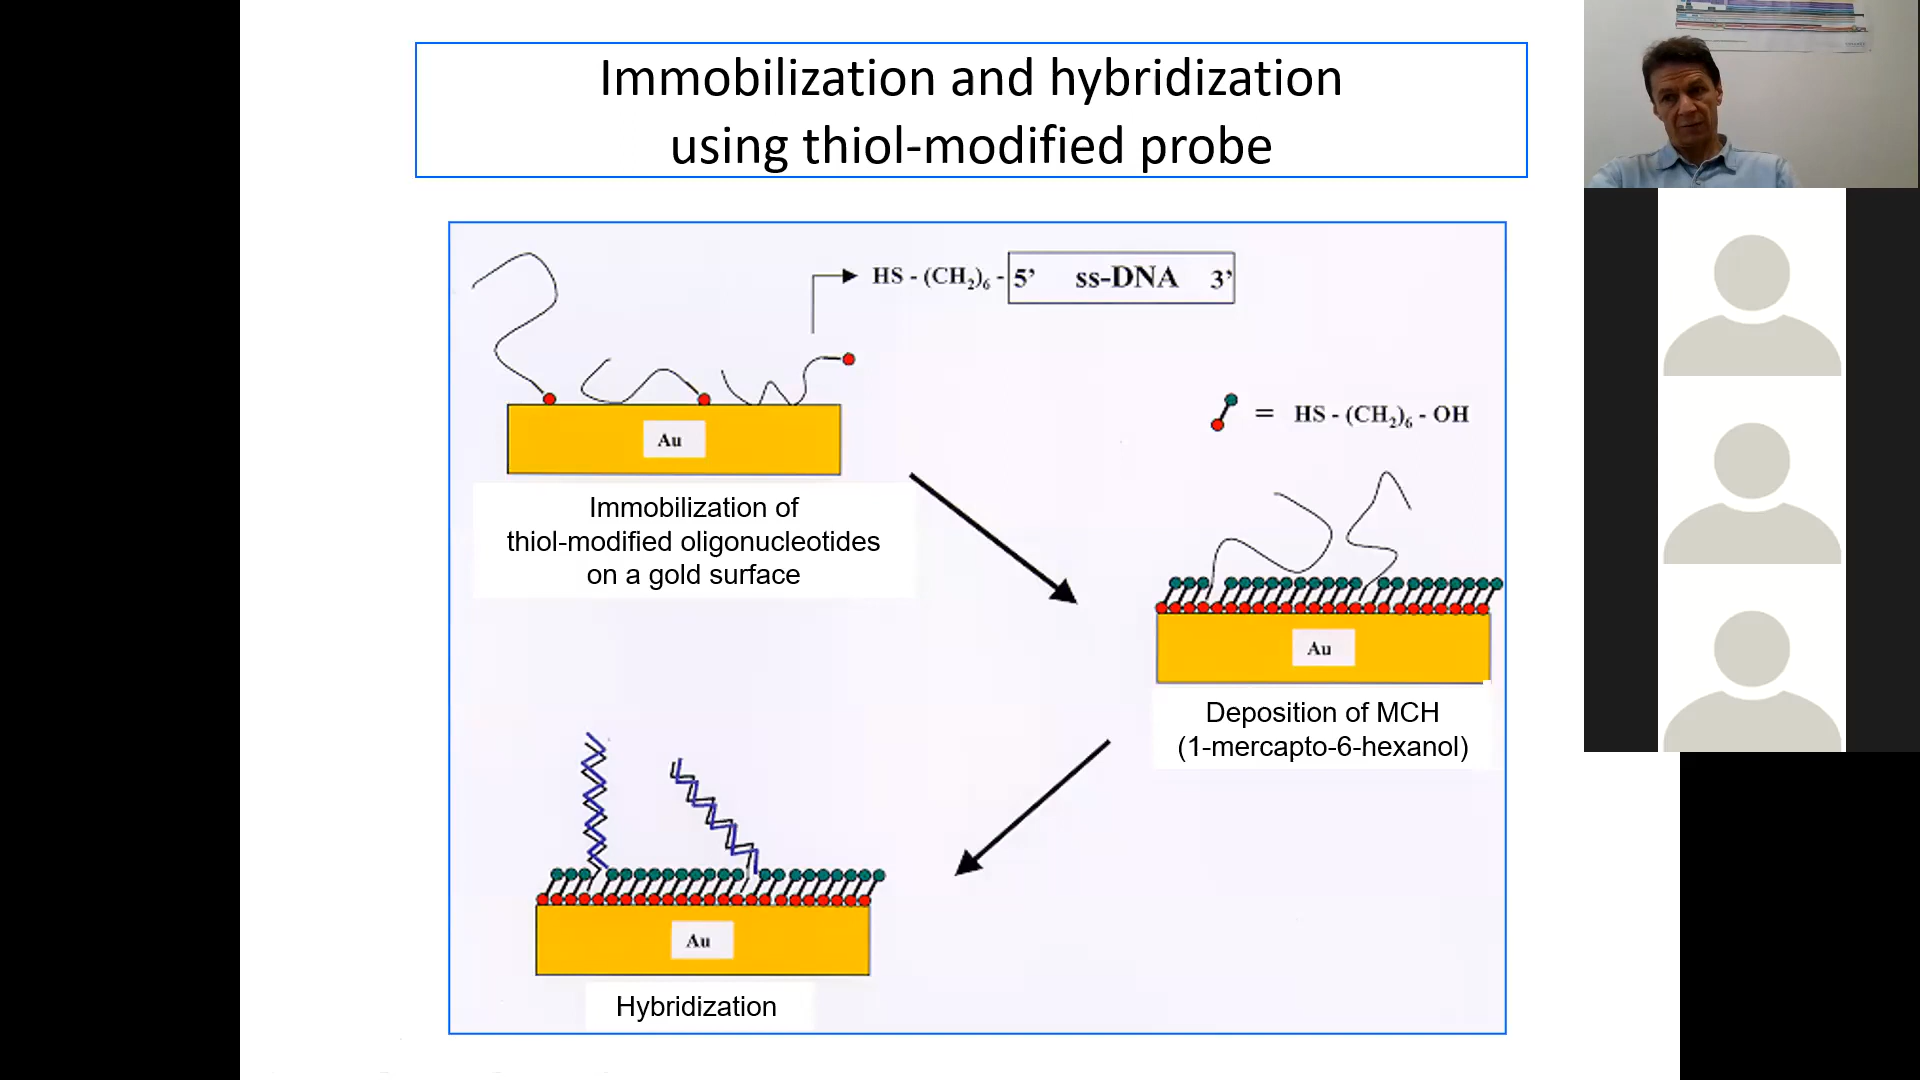 Immobilization and hybridization
using thiol-modified probe
HS - (CH₂)₆ - 5’ ss-DNA 3’
Au
Immobilization of
thiol-modified oligonucleotides
on a gold surface
= HS - (CH₂)₆ - OH
Au
Deposition of MCH
(1-mercapto-6-hexanol)
Au
Hybridization